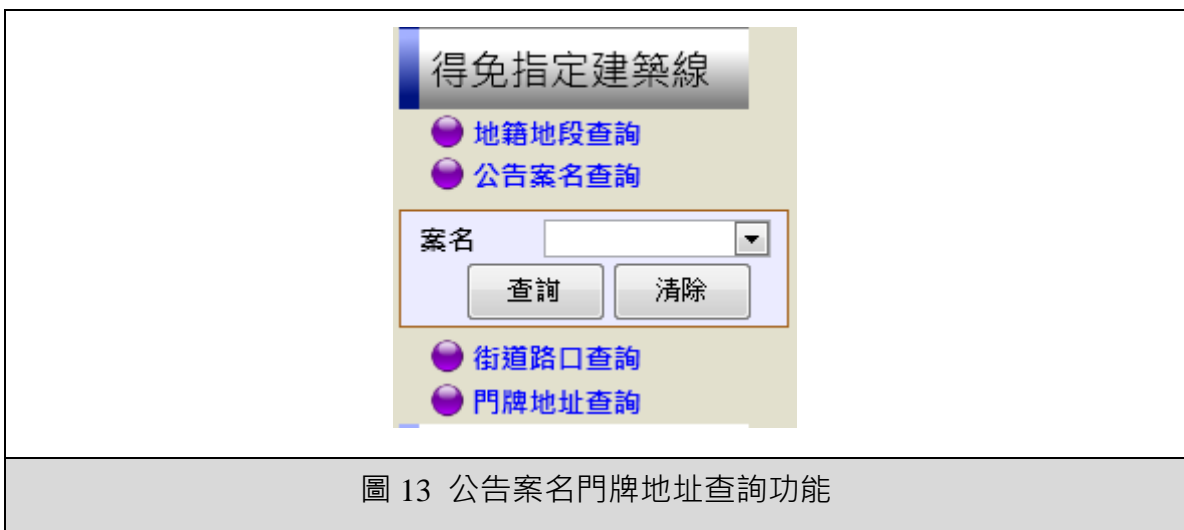 得免指定建築線
地籍地段查詢
公告案名查詢
案名
查詢 清除
街道路口查詢
門牌地址查詢
圖 13 公告案名門牌地址查詢功能